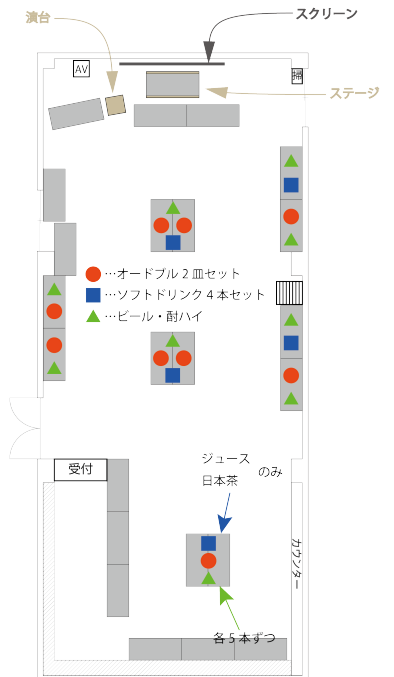 スクリーン
演台
AV
掃
ステージ
…オードブル2皿セット
…ソフトドリンク4本セット
…ビール・酎ハイ
受付
ジュース
日本茶
のみ
カウンター
各5本ずつ